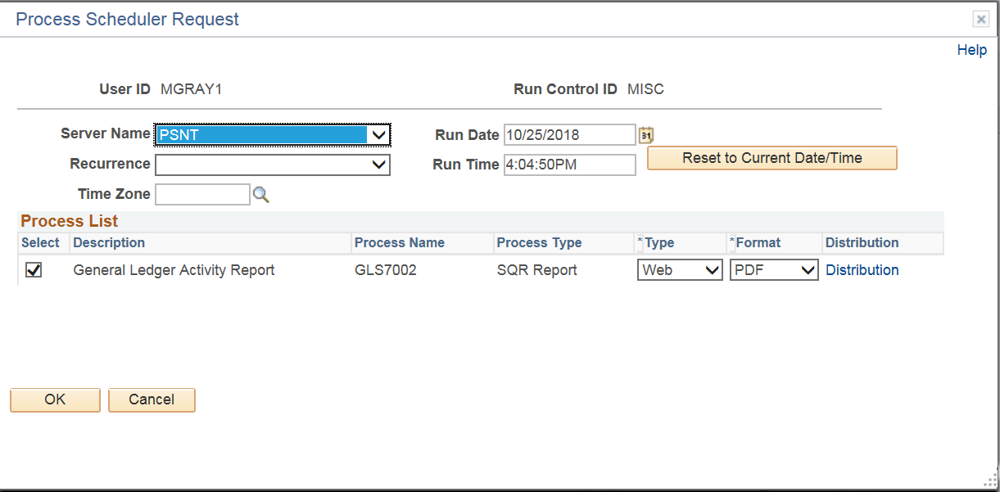 Process Scheduler Request
Help
User ID MGRAY1 Run Control ID MISC
Server Name PSNT Run Date 10/25/2018 31
Recurrence Run Time 4:04:50PM Reset to Current Date/Time
Time Zone
Process List
Select Description Process Name Process Type *Type *Format Distribution
General Ledger Activity Report GLS7002 SQR Report Web PDF Distribution
OK Cancel